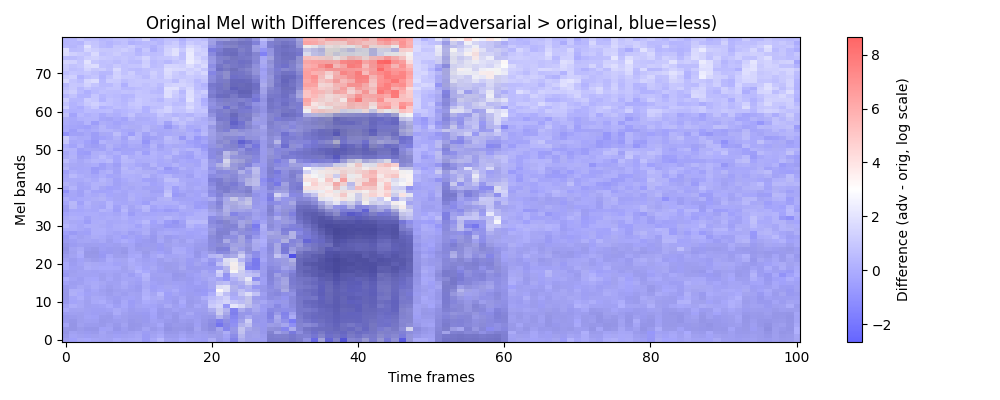 Original Mel with Differences (red=adversarial > original, blue=less)
Mel bands
70
60
50
40
30
20
10
0
0 20 40 60 80 100
Time frames
8
6
4
2
0
−2
Difference (adv - orig, log scale)